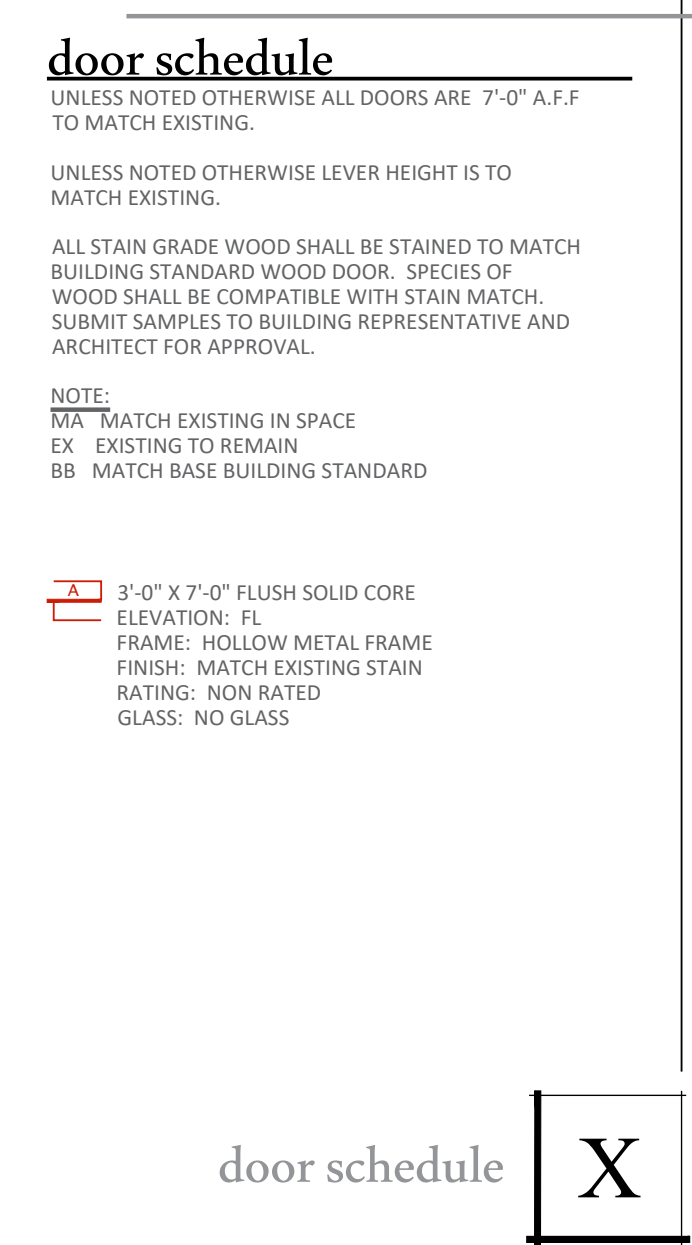 door schedule
UNLESS NOTED OTHERWISE ALL DOORS ARE 7'-0" A.F.F
TO MATCH EXISTING.
UNLESS NOTED OTHERWISE LEVER HEIGHT IS TO
MATCH EXISTING.
ALL STAIN GRADE WOOD SHALL BE STAINED TO MATCH
BUILDING STANDARD WOOD DOOR. SPECIES OF
WOOD SHALL BE COMPATIBLE WITH STAIN MATCH.
SUBMIT SAMPLES TO BUILDING REPRESENTATIVE AND
ARCHITECT FOR APPROVAL.
NOTE:
MA MATCH EXISTING IN SPACE
EX EXISTING TO REMAIN
BB MATCH BASE BUILDING STANDARD
A 3'-0" X 7'-0" FLUSH SOLID CORE
ELEVATION: FL
FRAME: HOLLOW METAL FRAME
FINISH: MATCH EXISTING STAIN
RATING: NON RATED
GLASS: NO GLASS
door schedule X